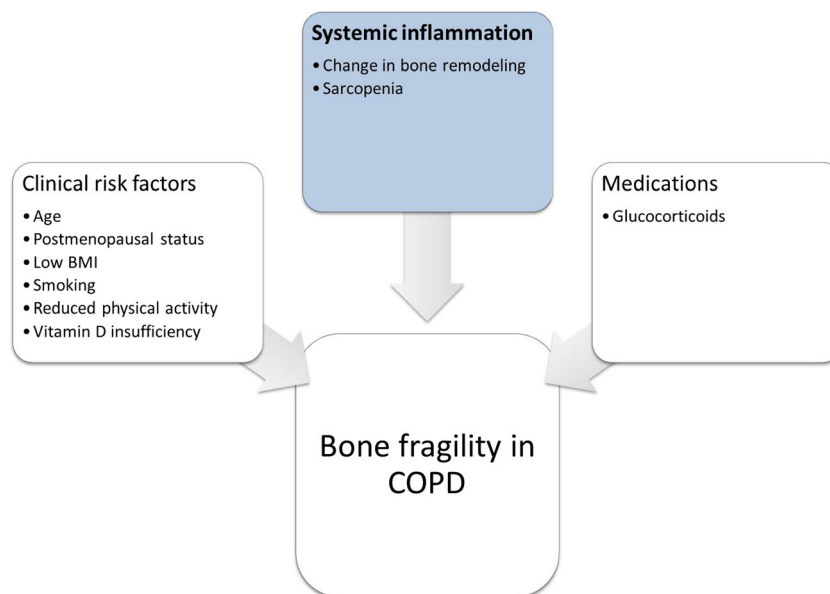 Systemic inflammation
• Change in bone remodeling
• Sarcopenia
Clinical risk factors
• Age
• Postmenopausal status
• Low BMI
• Smoking
• Reduced physical activity
• Vitamin D insufficiency
Medications
• Glucocorticoids
Bone fragility in
COPD